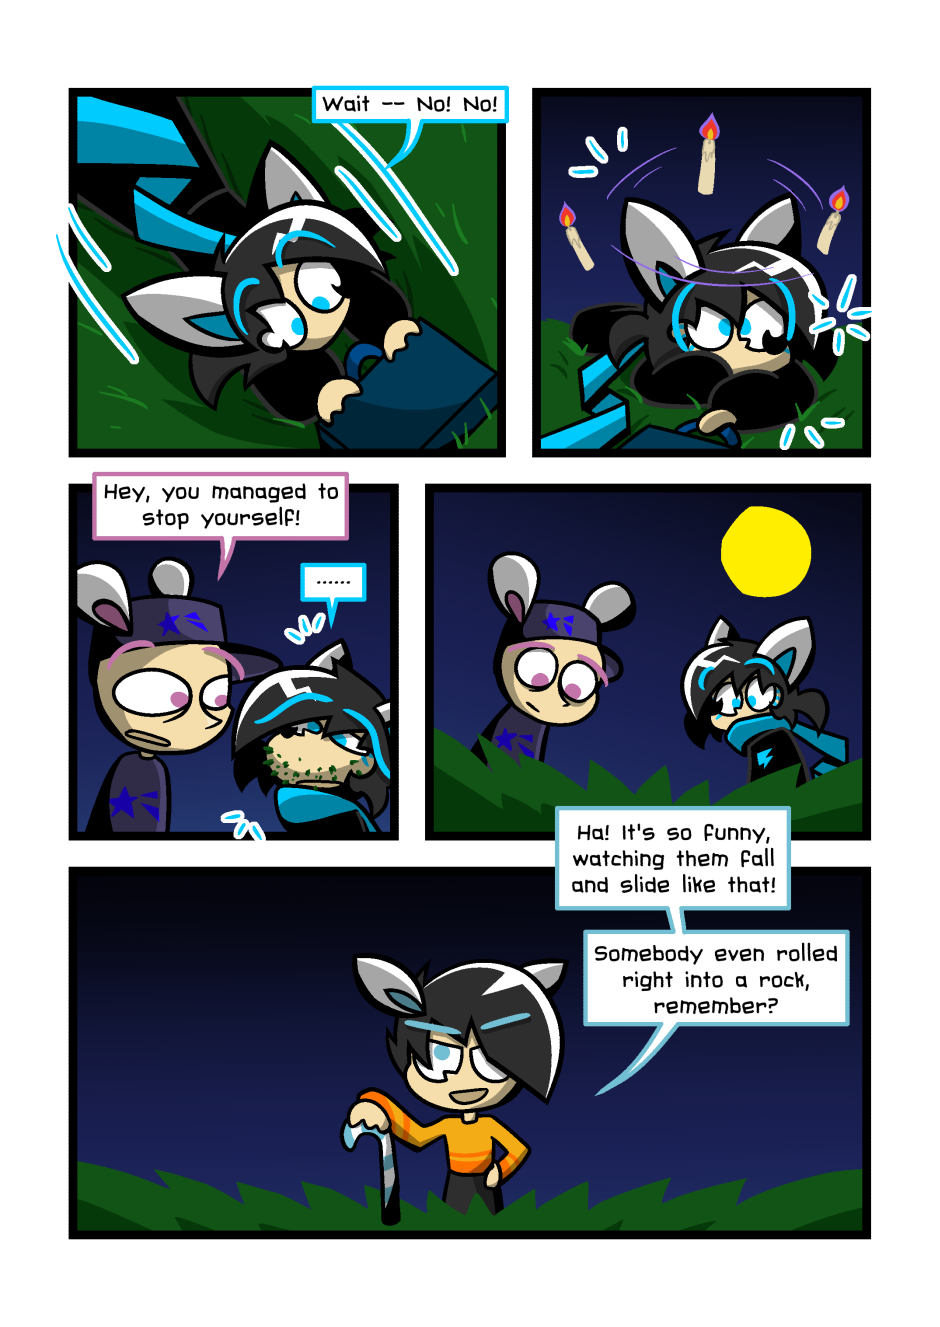 Wait -- No! No!
Hey, you managed to
stop yourself!
......
Ha! It's so funny,
watching them fall
and slide like that!
Somebody even rolled
right into a rock,
remember?